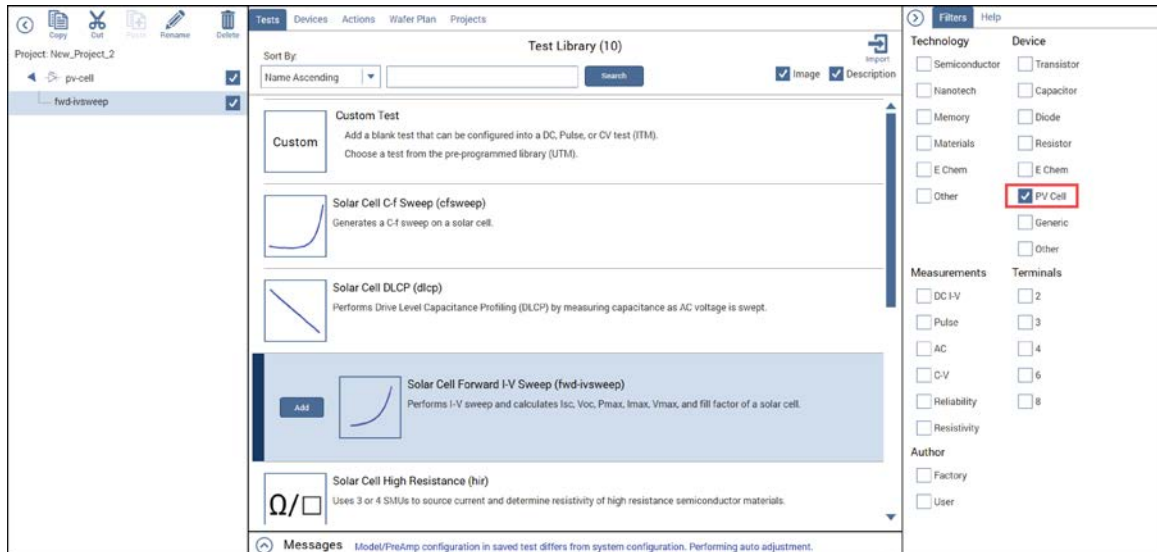 Copy Cut Paste Rename Delete
Project: New_Project_2
pv-cell
fwd-ivsweep
Tests Devices Actions Wafer Plan Projects
Test Library (10)
Import
Sort By:
Name Ascending Search Image Description
Custom
Custom Test
Add a blank test that can be configured into a DC, Pulse, or CV test (ITM).
Choose a test from the pre-programmed library (UTM).
Solar Cell C-f Sweep (cfsweep)
Generates a C-f sweep on a solar cell.
Solar Cell DLCP (dlcp)
Performs Drive Level Capacitance Profiling (DLCP) by measuring capacitance as AC voltage is swept.
Add
Solar Cell Forward I-V Sweep (fwd-ivsweep)
Performs I-V sweep and calculates Isc, Voc, Pmax, Imax, Vmax, and fill factor of a solar cell.
Ω/□
Solar Cell High Resistance (hir)
Uses 3 or 4 SMUs to source current and determine resistivity of high resistance semiconductor materials.
Messages Model/PreAmp configuration in saved test differs from system configuration. Performing auto adjustment.
Filters Help
Technology Device
Semiconductor Transistor
Nanotech Capacitor
Memory Diode
Materials Resistor
E Chem E Chem
Other PV Cell
Generic
Other
Measurements Terminals
DC I-V 2
Pulse 3
AC 4
C-V 6
Reliability 8
Resistivity
Author
Factory
User